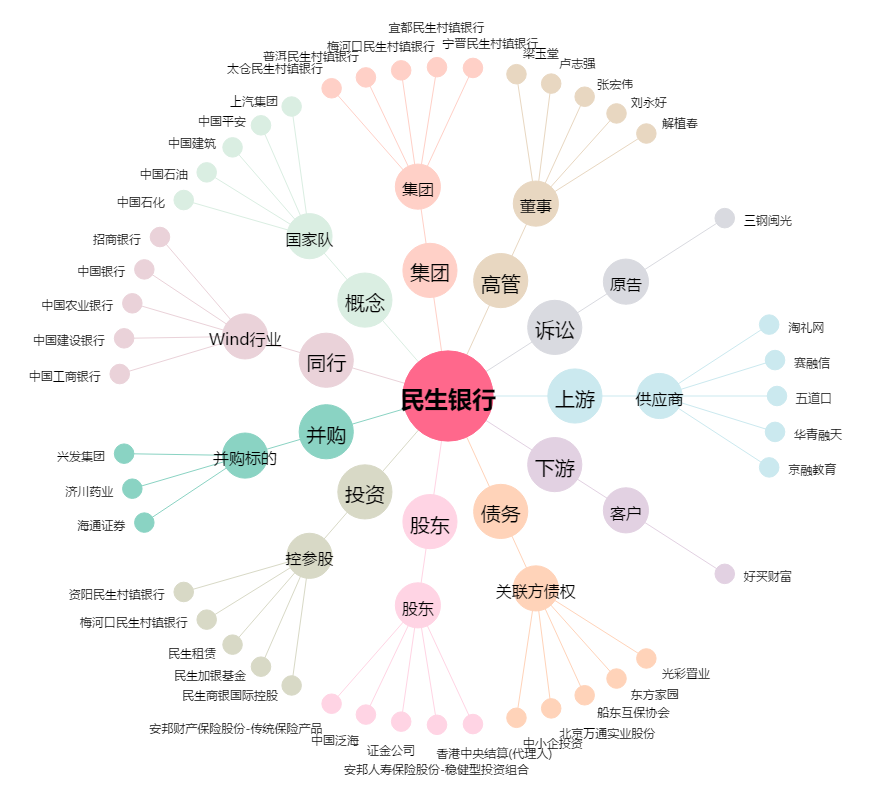 宜都民生村镇银行
梅河口民生村镇银行
宁晋民生村镇银行
普洱民生村镇银行
太仓民生村镇银行
梁玉堂
卢志强
张宏伟
刘永好
解植春
上汽集团
中国平安
中国建筑
中国石油
中国石化
集团
董事
国家队
集团
高管
概念
三钢闽光
原告
诉讼
招商银行
中国银行
中国农业银行
中国建设银行
中国工商银行
Wind行业
同行
民生银行
上游
供应商
淘礼网
赛融信
五道口
华青融天
京融教育
并购
并购标的
兴发集团
济川药业
海通证券
投资
控参股
股东
债务
下游
客户
好买财富
关联方债权
股东
资阳民生村镇银行
梅河口民生村镇银行
民生租赁
民生加银基金
民生商银国际控股
光彩置业
东方家园
船东互保协会
北京万通实业股份
中小企投资
安邦财产保险股份-传统保险产品
中国泛海
证金公司
香港中央结算(代理人)
安邦人寿保险股份-稳健型投资组合